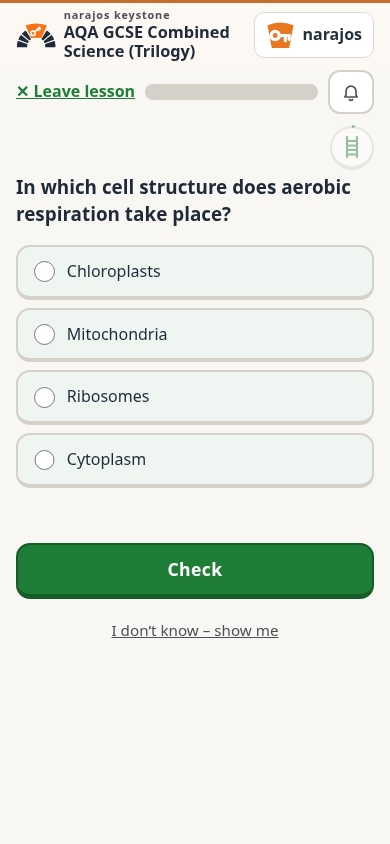 narajos keystone
AQA GCSE Combined
Science (Trilogy)
narajos
✕ Leave lesson
In which cell structure does aerobic
respiration take place?
Chloroplasts
Mitochondria
Ribosomes
Cytoplasm
Check
I don’t know – show me